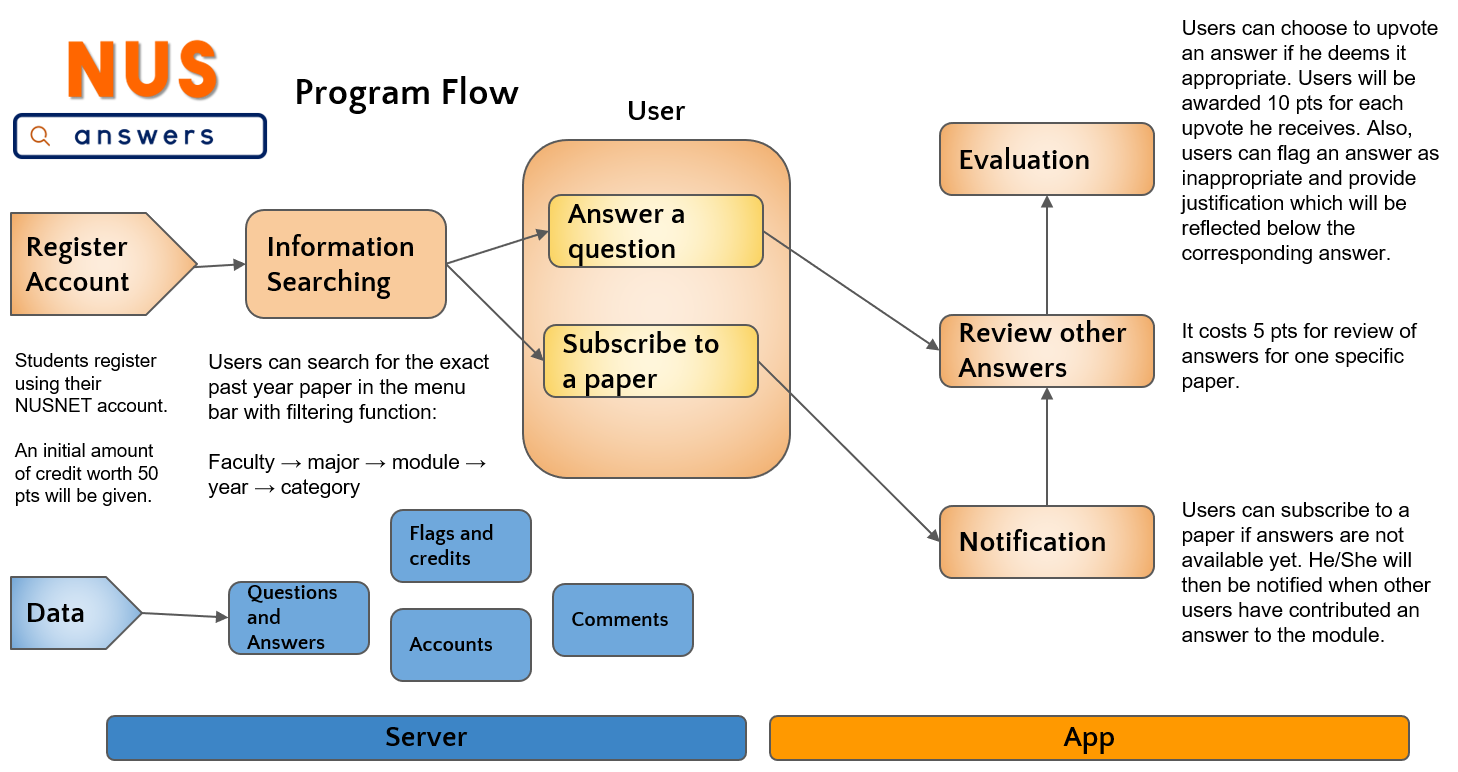 NUS
answers
Program Flow
User
Register
Account
Information
Searching
Answer a
question
Subscribe to
a paper
Evaluation
Review other
Answers
Notification
Users can choose to upvote
an answer if he deems it
appropriate. Users will be
awarded 10 pts for each
upvote he receives. Also,
users can flag an answer as
inappropriate and provide
justification which will be
reflected below the
corresponding answer.
It costs 5 pts for review of
answers for one specific
paper.
Users can subscribe to a
paper if answers are not
available yet. He/She will
then be notified when other
users have contributed an
answer to the module.
Students register
using their
NUSNET account.
An initial amount
of credit worth 50
pts will be given.
Users can search for the exact
past year paper in the menu
bar with filtering function:
Faculty → major → module →
year → category
Data
Questions
and
Answers
Flags and
credits
Accounts
Comments
Server
App